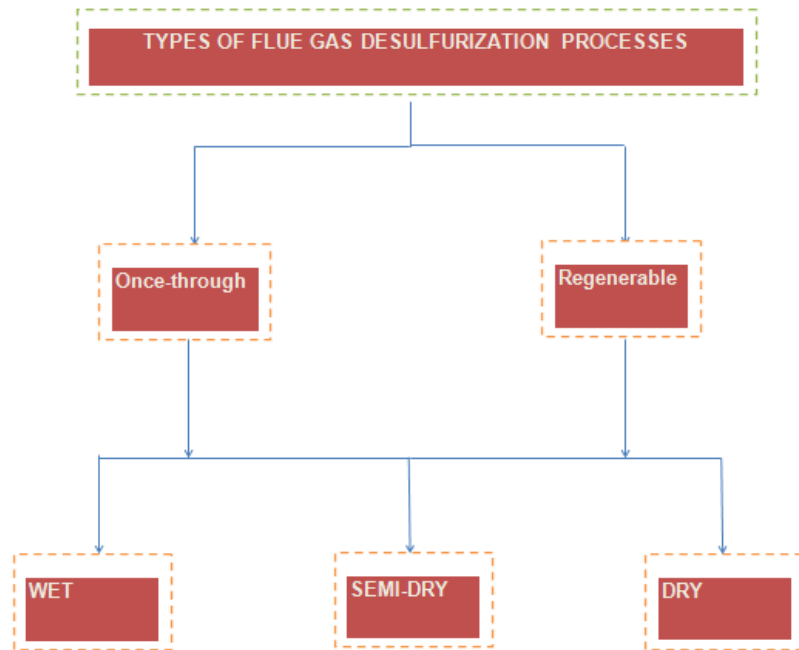 TYPES OF FLUE GAS DESULFURIZATION PROCESSES
Once-through
Regenerable
WET
SEMI-DRY
DRY